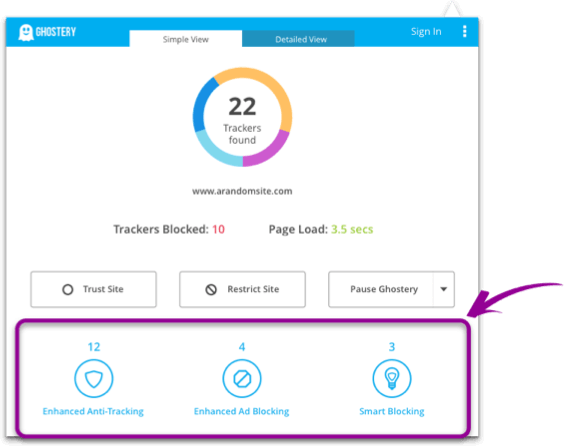 GHOSTERY
Simple View
Detailed View
Sign In
22
Trackers
found
www.arandomsite.com
Trackers Blocked: 10
Page Load: 3.5 secs
Trust Site
Restrict Site
Pause Ghostery
12
4
3
Enhanced Anti-Tracking
Enhanced Ad Blocking
Smart Blocking